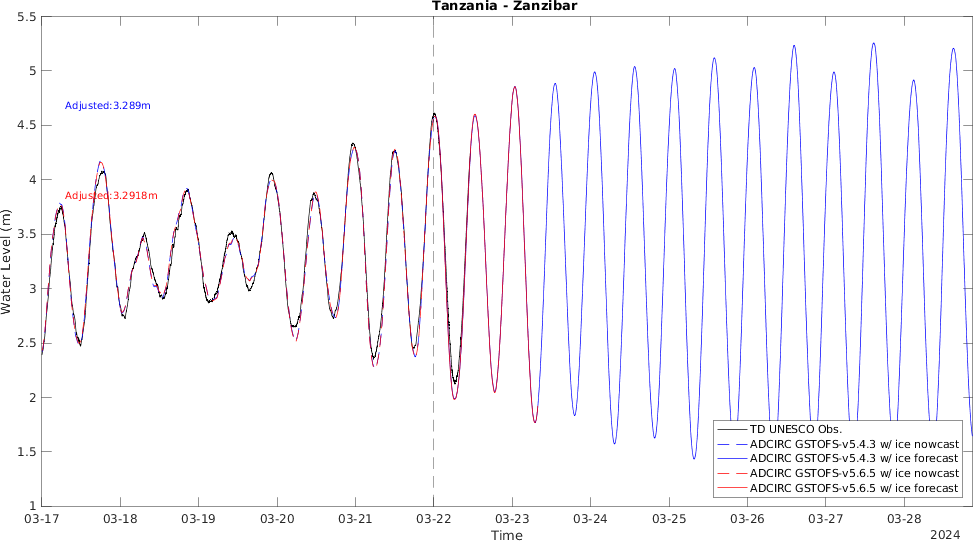 Tanzania - Zanzibar
5.5
5
4.5
4
3.5
3
2.5
2
1.5
1
Water Level (m)
Adjusted:3.289m
Adjusted:3.2918m
TD UNESCO Obs.
ADCIRC GSTOFS-v5.4.3 w/ ice nowcast
ADCIRC GSTOFS-v5.4.3 w/ ice forecast
ADCIRC GSTOFS-v5.6.5 w/ ice nowcast
ADCIRC GSTOFS-v5.6.5 w/ ice forecast
03-17 03-18 03-19 03-20 03-21 03-22 03-23 03-24 03-25 03-26 03-27 03-28
Time
2024